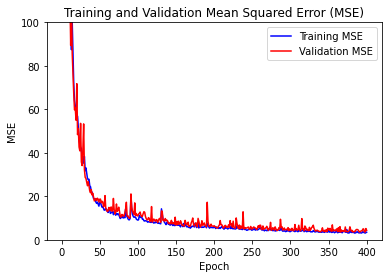 Training and Validation Mean Squared Error (MSE)
100
80
60
40
20
0
MSE
Training MSE
Validation MSE
0 50 100 150 200 250 300 350 400
Epoch